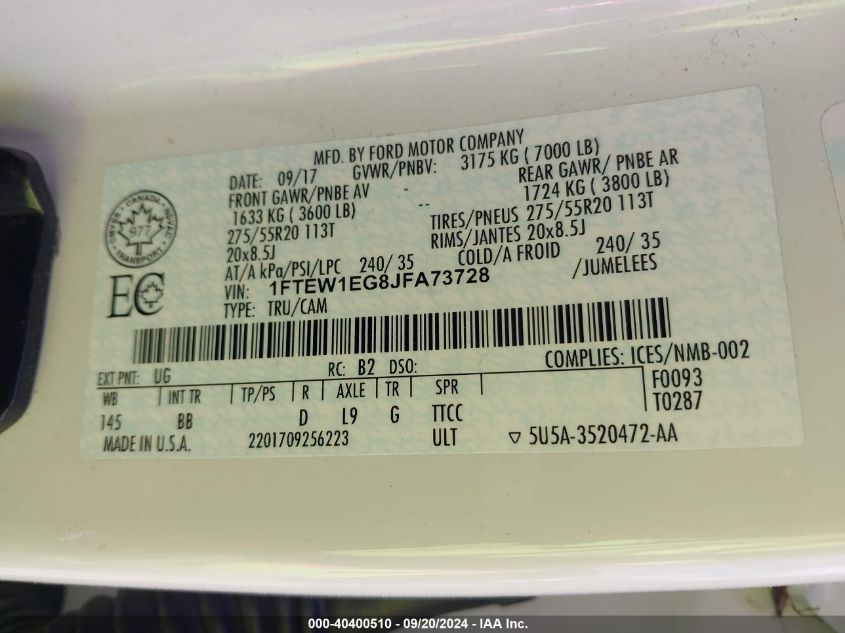 MFD. BY FORD MOTOR COMPANY
DATE: 09/17 GVWR/PNBV: 3175 KG ( 7000 LB)
FRONT GAWR/PNBE AV - REAR GAWR/ PNBE AR
1633 KG ( 3600 LB) - 1724 KG ( 3800 LB)
275/55R20 113T TIRES/PNEUS 275/55R20 113T
20x8.5J RIMS/JANTES 20x8.5J
AT/A kPa/PSI/LPC 240/ 35 COLD/A FROID 240/ 35
VIN: 1FTEW1EG8JFA73728 /JUMELEES
TYPE: TRU/CAM
CANADA
TRANSPORT
977
EC
COMPLIES: ICES/NMB-002
EXT PNT: UG RC: B2 DSO:
WB INT TR TP/PS R AXLE TR SPR F0093
145 BB D L9 G TTCC T0287
MADE IN U.S.A. 2201709256223 ULT ▽ 5U5A-3520472-AA
000-40400510 - 09/20/2024 - IAA Inc.